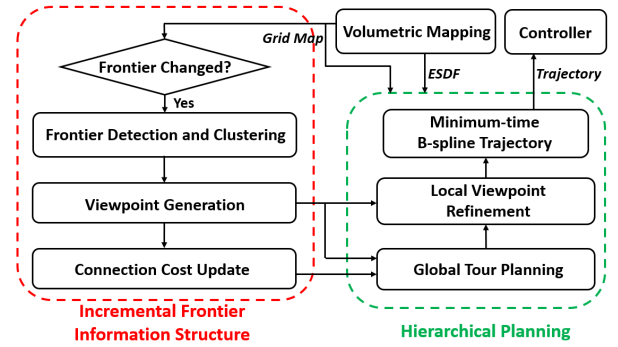 Volumetric Mapping
Controller
Grid Map
ESDF
Trajectory
Frontier Changed?
Yes
Frontier Detection and Clustering
Viewpoint Generation
Connection Cost Update
Incremental Frontier
Information Structure
Minimum-time
B-spline Trajectory
Local Viewpoint
Refinement
Global Tour Planning
Hierarchical Planning